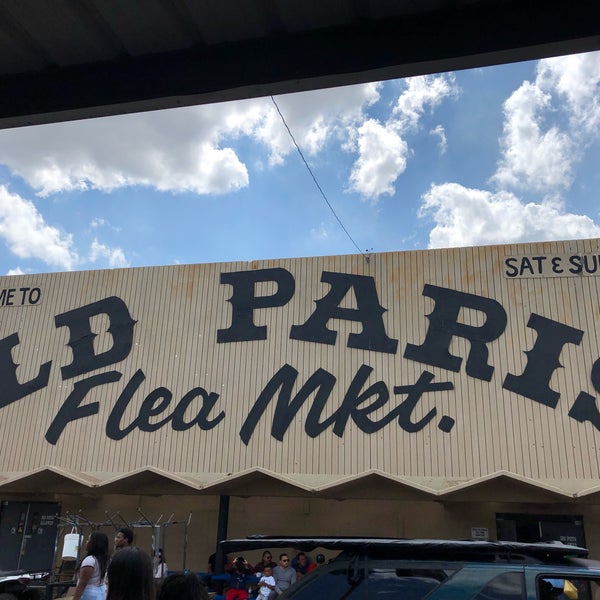 ME TO
SAT & SU
LD PARIS
Flea Mkt.